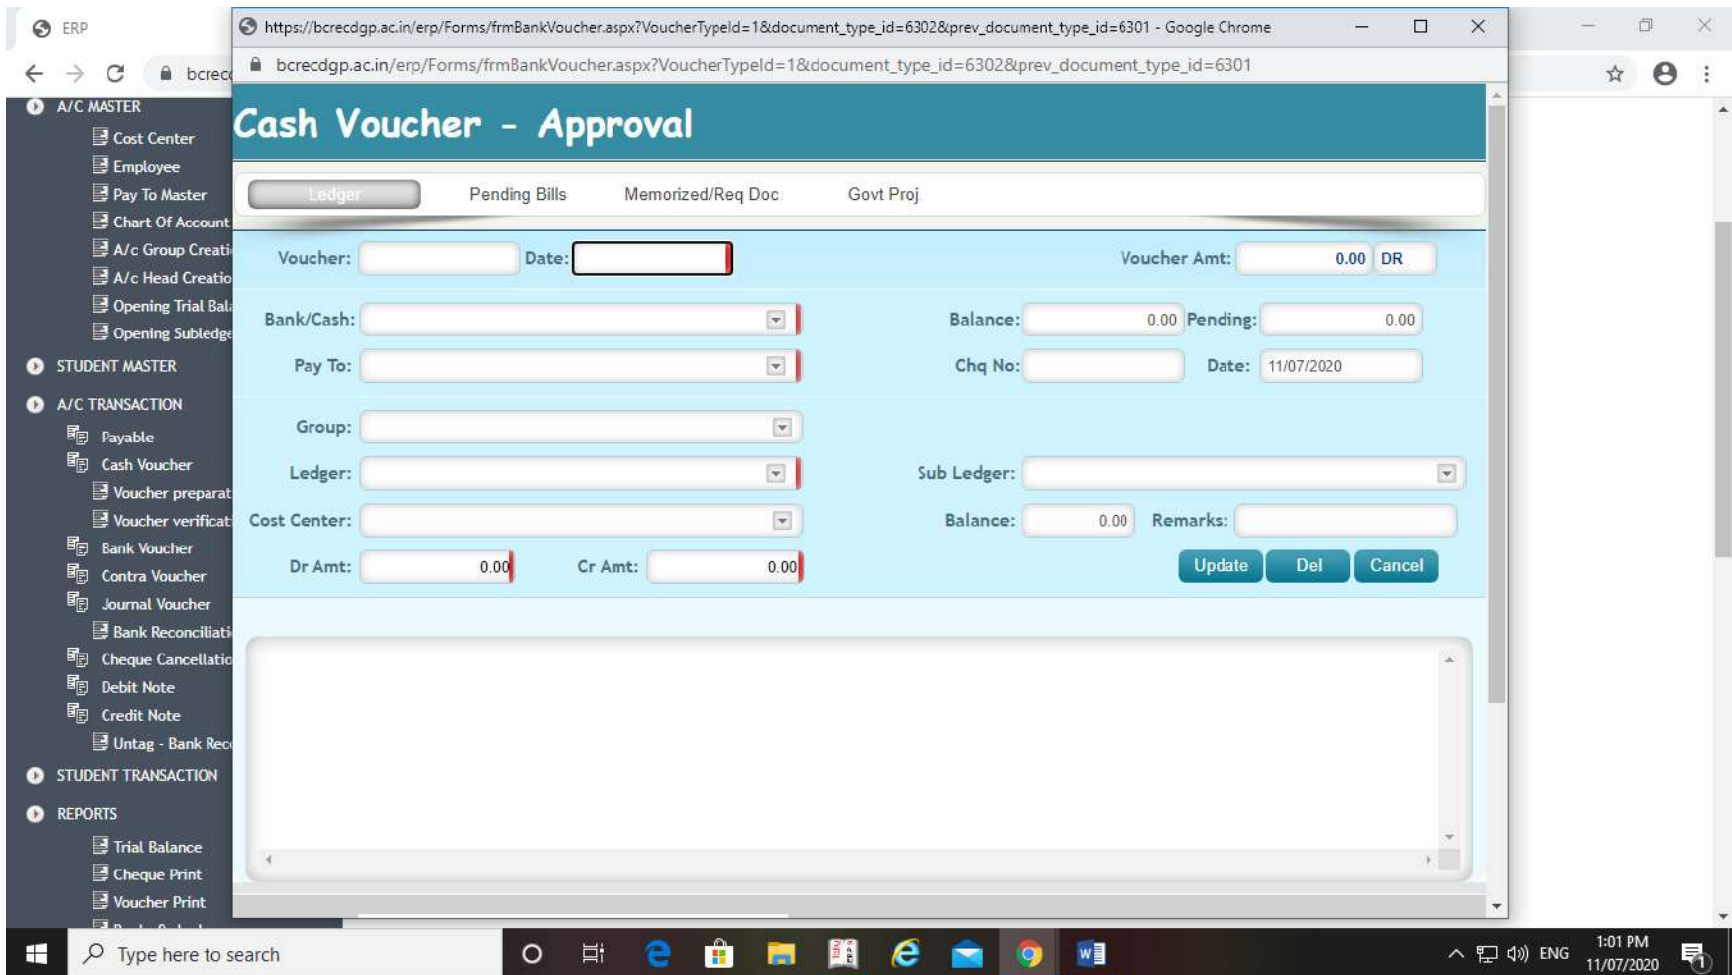 ERP
https://bcrecdgp.ac.in/erp/Forms/frmBankVoucher.aspx?VoucherTypeId=1&document_type_id=6302&prev_document_type_id=6301 - Google Chrome
bcrec
bcrecdgp.ac.in/erp/Forms/frmBankVoucher.aspx?VoucherTypeId=1&document_type_id=6302&prev_document_type_id=6301
A/C MASTER
Cost Center
Employee
Pay To Master
Chart Of Account
A/c Group Creati
A/c Head Creatio
Opening Trial Bala
Opening Subledge
STUDENT MASTER
A/C TRANSACTION
Payable
Cash Voucher
Voucher preparat
Voucher verificat
Bank Voucher
Contra Voucher
Journal Voucher
Bank Reconciliati
Cheque Cancellatio
Debit Note
Credit Note
Untag - Bank Reco
STUDENT TRANSACTION
REPORTS
Trial Balance
Cheque Print
Voucher Print
Cash Voucher - Approval
Ledger Pending Bills Memorized/Req Doc Govt Proj
Voucher: Date: Voucher Amt: 0.00 DR
Bank/Cash: Balance: 0.00 Pending: 0.00
Pay To: Chq No: Date: 11/07/2020
Group:
Ledger: Sub Ledger:
Cost Center: Balance: 0.00 Remarks:
Dr Amt: 0.00 Cr Amt: 0.00 Update Del Cancel
Type here to search
ENG
1:01 PM
11/07/2020
1